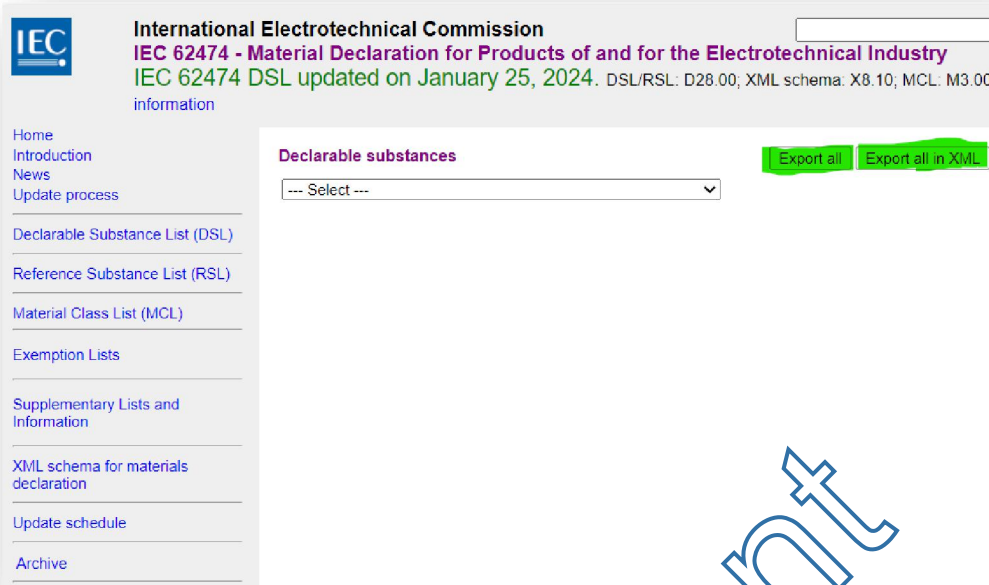 IEC
International Electrotechnical Commission
IEC 62474 - Material Declaration for Products of and for the Electrotechnical Industry
IEC 62474 DSL updated on January 25, 2024. DSL/RSL: D28.00; XML schema: X8.10; MCL: M3.00
information
Home
Introduction
News
Update process
Declarable Substance List (DSL)
Reference Substance List (RSL)
Material Class List (MCL)
Exemption Lists
Supplementary Lists and
Information
XML schema for materials
declaration
Update schedule
Archive
Declarable substances
Export all
Export all in XML
--- Select ---